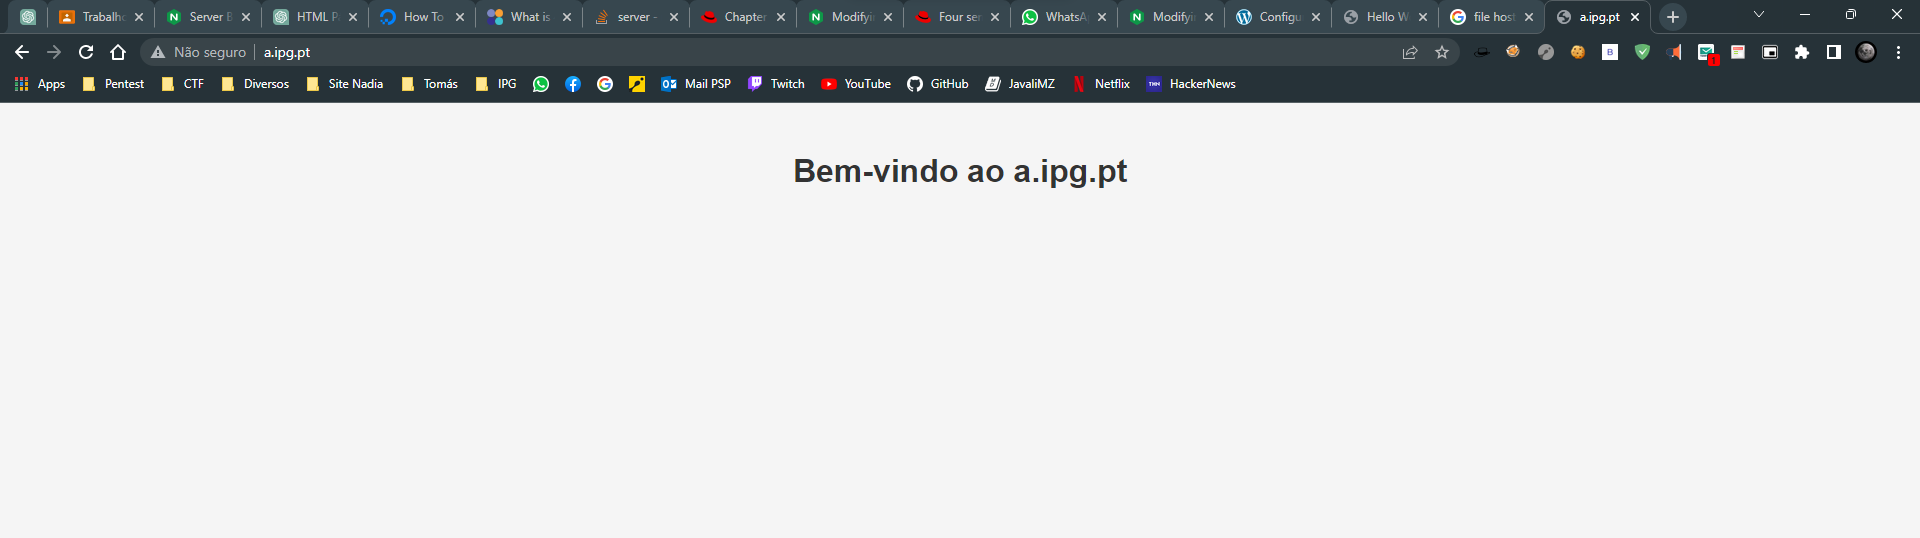 Trabalho Server B HTML P How To What is server - Chapter Modifyi Four ser WhatsA Modifyi Configu Hello W file host a.ipg.pt
Não seguro a.ipg.pt
Apps Pentest CTF Diversos Site Nadia Tomás IPG Mail PSP Twitch YouTube GitHub JavaliMZ Netflix HackerNews
Bem-vindo ao a.ipg.pt